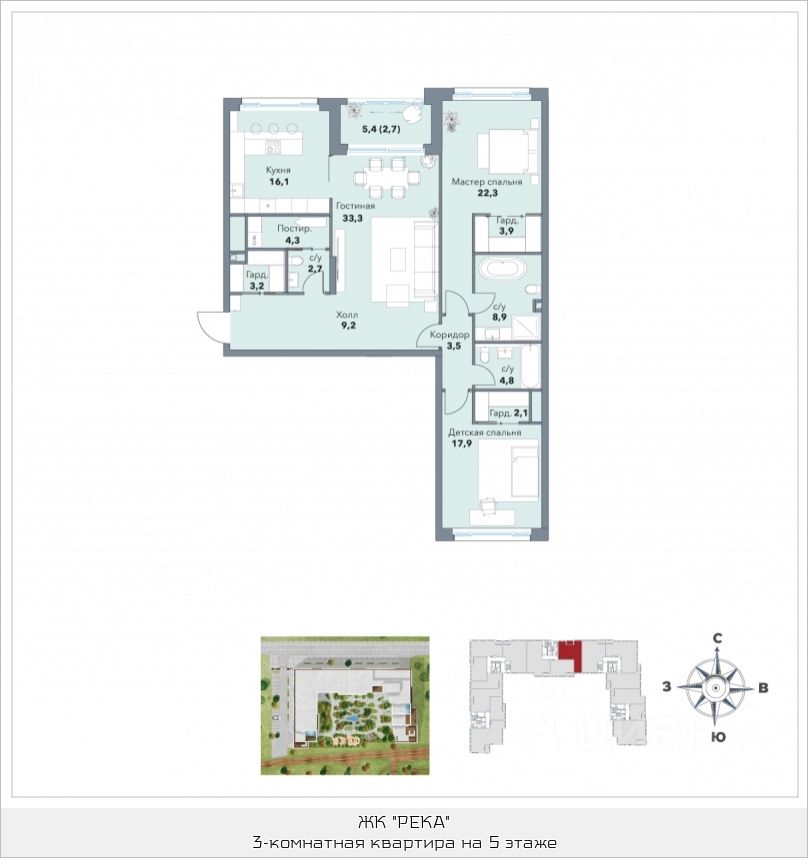 5,4 (2,7)
Кухня
16,1
Мастер спальня
22,3
Гостиная
33,3
Гард.
3,9
Постир.
4,3
с/у
2,7
Гард.
3,2
с/у
8,9
Холл
9,2
Коридор
3,5
с/у
4,8
Гард. 2,1
Детская спальня
17,9
С
З
В
Ю
циан
ЖК "РЕКА"
3-комнатная квартира на 5 этаже